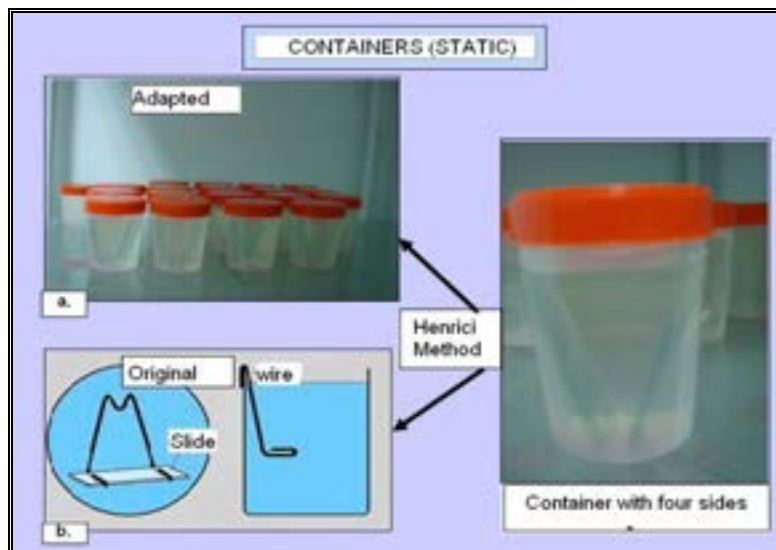 CONTAINERS (STATIC)
Adapted
a.
Henrici
Method
Original
wire
Slide
b.
Container with four sides